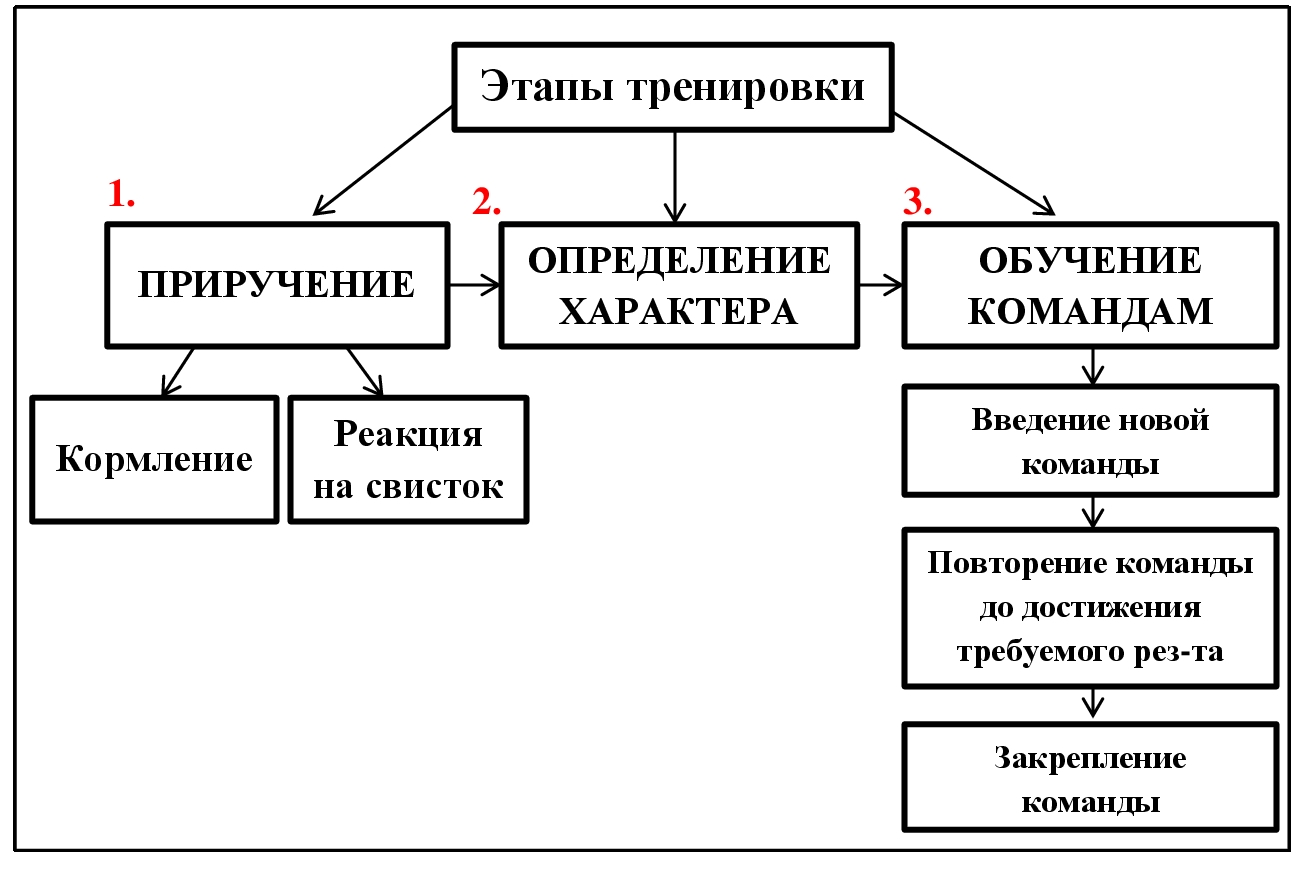 Этапы тренировки
1.
ПРИРУЧЕНИЕ
2.
ОПРЕДЕЛЕНИЕ
ХАРАКТЕРА
3.
ОБУЧЕНИЕ
КОМАНДАМ
Кормление
Реакция
на свисток
Введение новой
команды
Повторение команды
до достижения
требуемого рез-та
Закрепление
команды